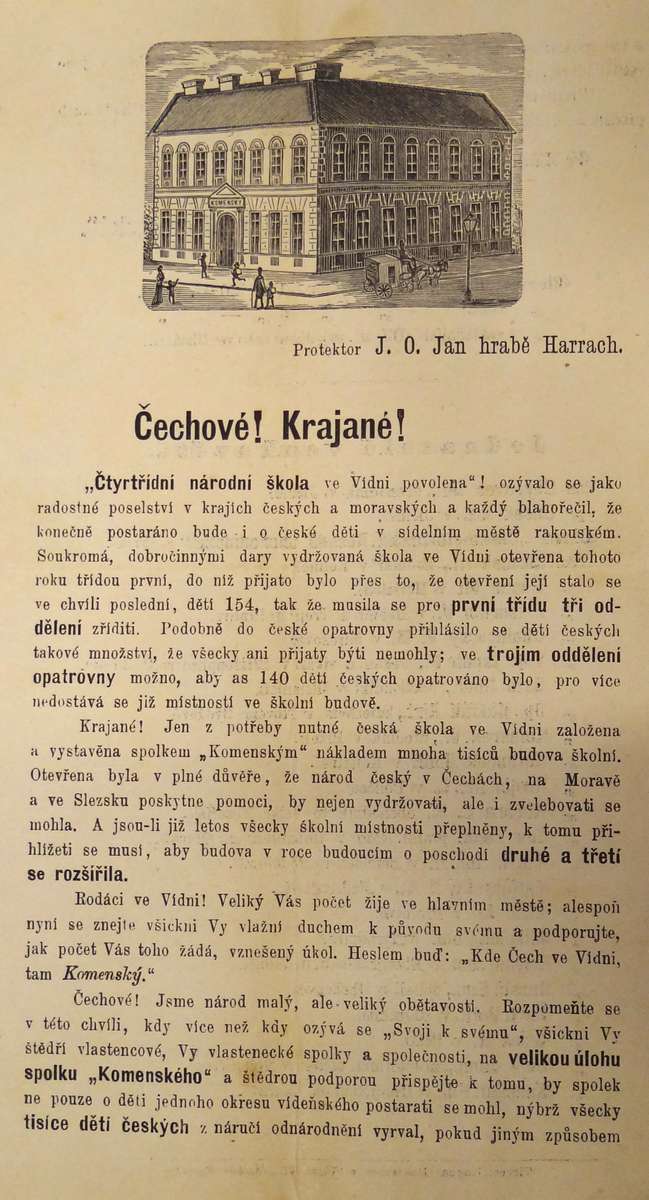 KOMENSKÝ
Protektor J. O. Jan hrabě Harrach.
Čechové! Krajané!
„Čtyrtřídní národní škola ve Vídni povolena“! ozývalo se jako
radostné poselství v krajích českých a moravských a každý blahořečil, že
konečně postaráno bude i o české děti v sídelním městě rakouském.
Soukromá, dobročinnými dary vydržovaná škola ve Vídni otevřena tohoto
roku třídou první, do níž přijato bylo přes to, že otevření její stalo se
ve chvíli poslední, dětí 154, tak že musila se pro první třídu tři od-
dělení zříditi. Podobně do české opatrovny přihlásilo se dětí českých
takové množství, že všecky ani přijaty býti nemohly; ve trojím oddělení
opatrovny možno, aby as 140 dětí českých opatrováno bylo, pro více
nedostává se již místností ve školní budově.
Krajané! Jen z potřeby nutné česká škola ve Vídni založena
a vystavěna spolkem „Komenským“ nákladem mnoha tisíců budova školní.
Otevřena byla v plné důvěře, že národ český v Čechách, na Moravě
a ve Slezsku poskytne pomoci, by nejen vydržovati, ale i zvelebovati se
mohla. A jsou-li již letos všecky školní místnosti přeplněny, k tomu při-
hlížeti se musí, aby budova v roce budoucím o poschodí druhé a třetí
se rozšířila.
Rodáci ve Vídni! Veliký Vás počet žije ve hlavním městě; alespoň
nyní se znejte všickni Vy vlažní duchem k původu svému a podporujte,
jak počet Vás toho žádá, vznešený úkol. Heslem buď: „Kde Čech ve Vídni,
tam Komenský.“
Čechové! Jsme národ malý, ale veliký obětavostí. Rozpomeňte se
v této chvíli, kdy více než kdy ozývá se „Svoji k svému“, všickni Vy
štědří vlastencové, Vy vlastenecké spolky a společnosti, na velikou úlohu
spolku „Komenského“ a štědrou podporou přispějte k tomu, by spolek
ne pouze o děti jednoho okresu vídeňského postarati se mohl, nýbrž všecky
tisíce dětí českých z náručí odnárodnění vyrval, pokud jiným způsobem